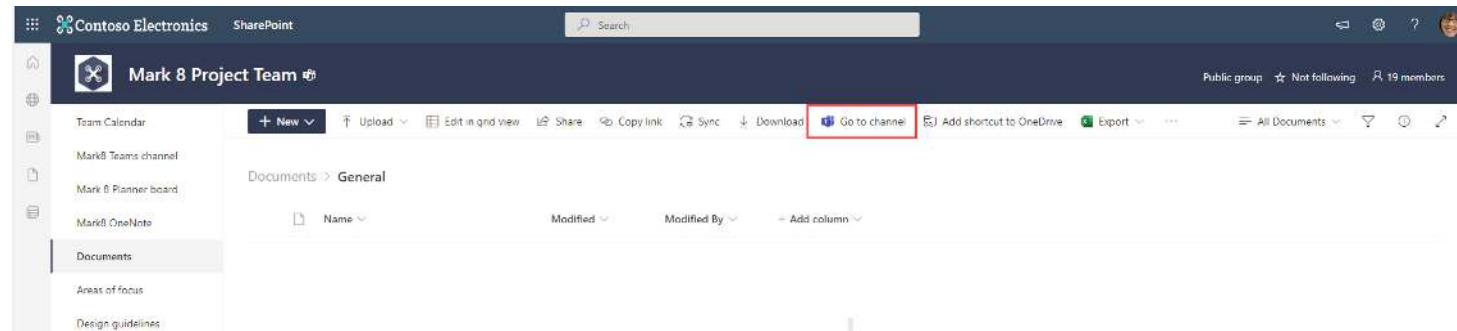 Contoso Electronics SharePoint Search ?
Mark 8 Project Team Public group Not following 19 members
Team Calendar
+ New Upload Edit in grid view Share Copy link Sync Download Go to channel Add shortcut to OneDrive Export ... All Documents
Mark8 Teams channel
Mark 8 Planner board
Documents > General
Mark8 OneNote
Name Modified Modified By + Add column
Documents
Areas of focus
Design guidelines